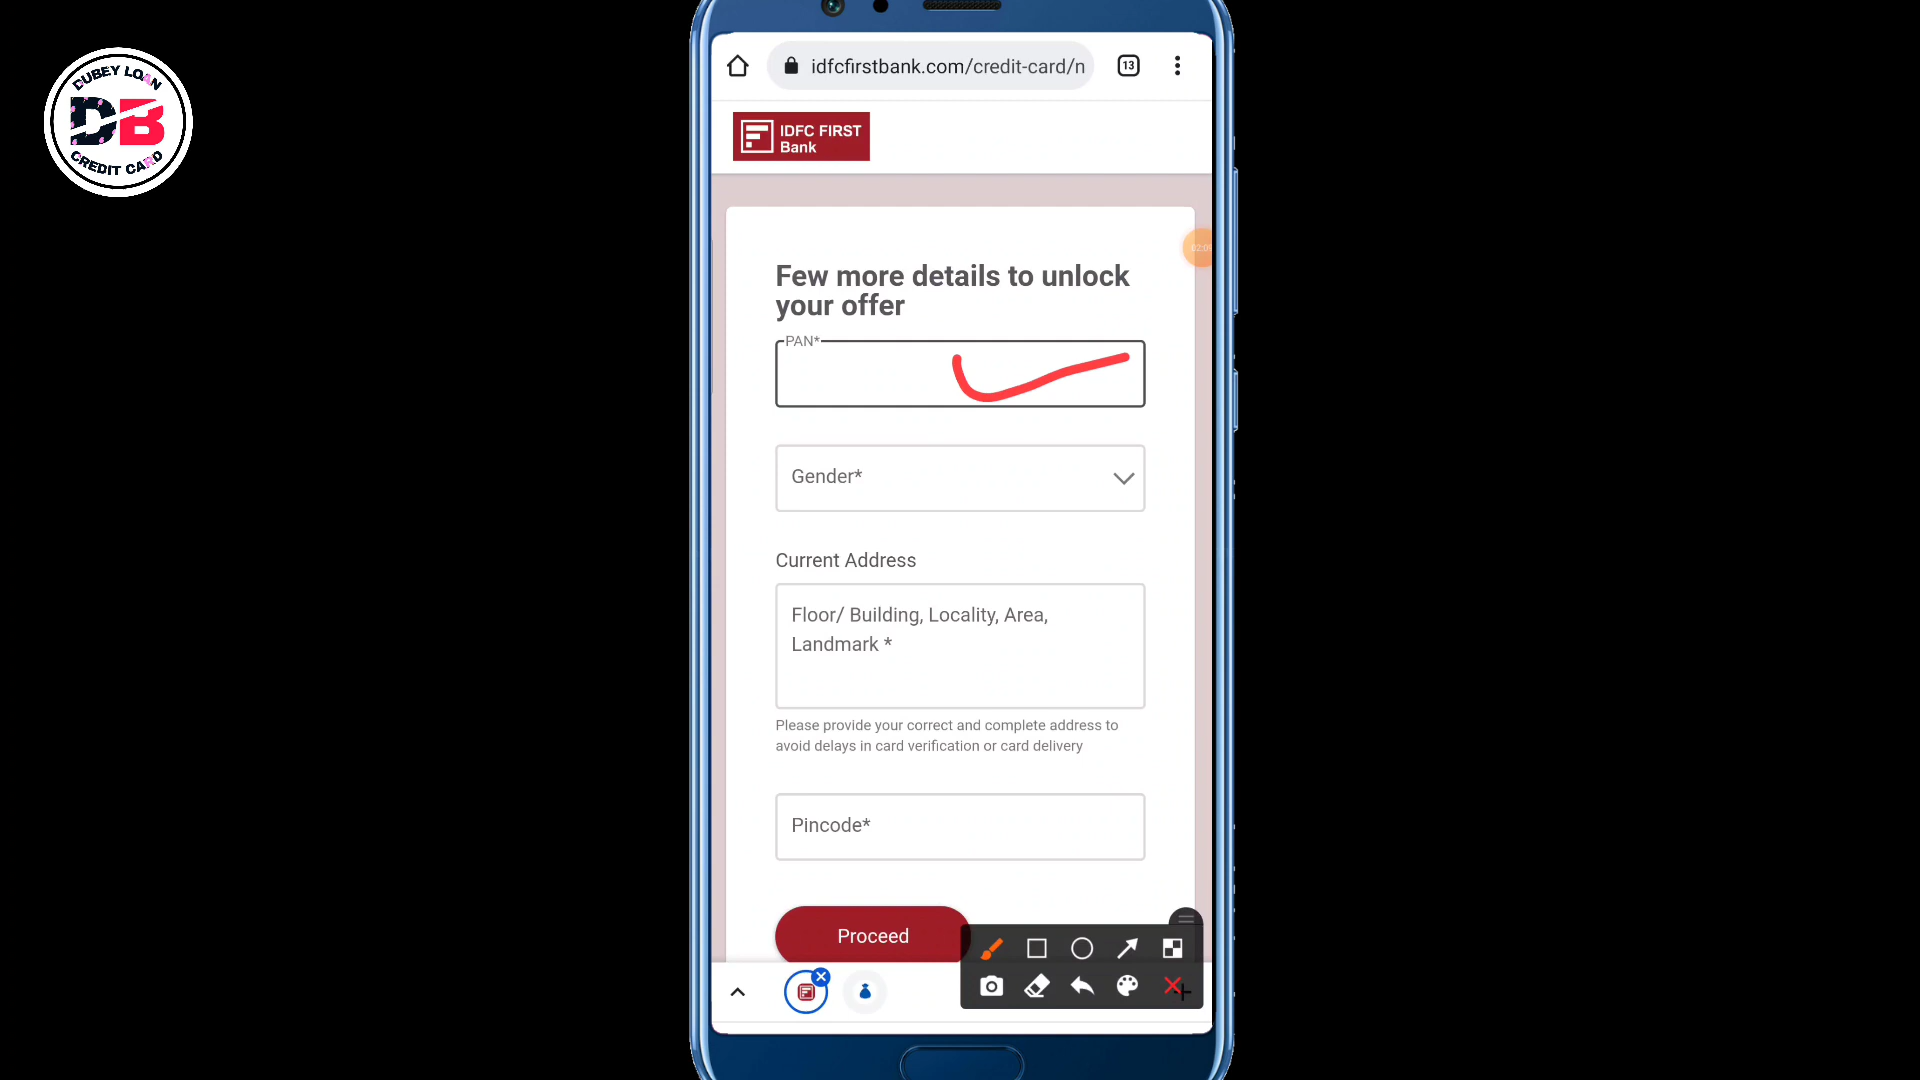 DUBEY LOAN
DB
CREDIT CARD
idfcfirstbank.com/credit-card/n
13
IDFC FIRST
Bank
Few more details to unlock
your offer
PAN*
Gender*
Current Address
Floor/ Building, Locality, Area,
Landmark *
Please provide your correct and complete address to
avoid delays in card verification or card delivery
Pincode*
Proceed